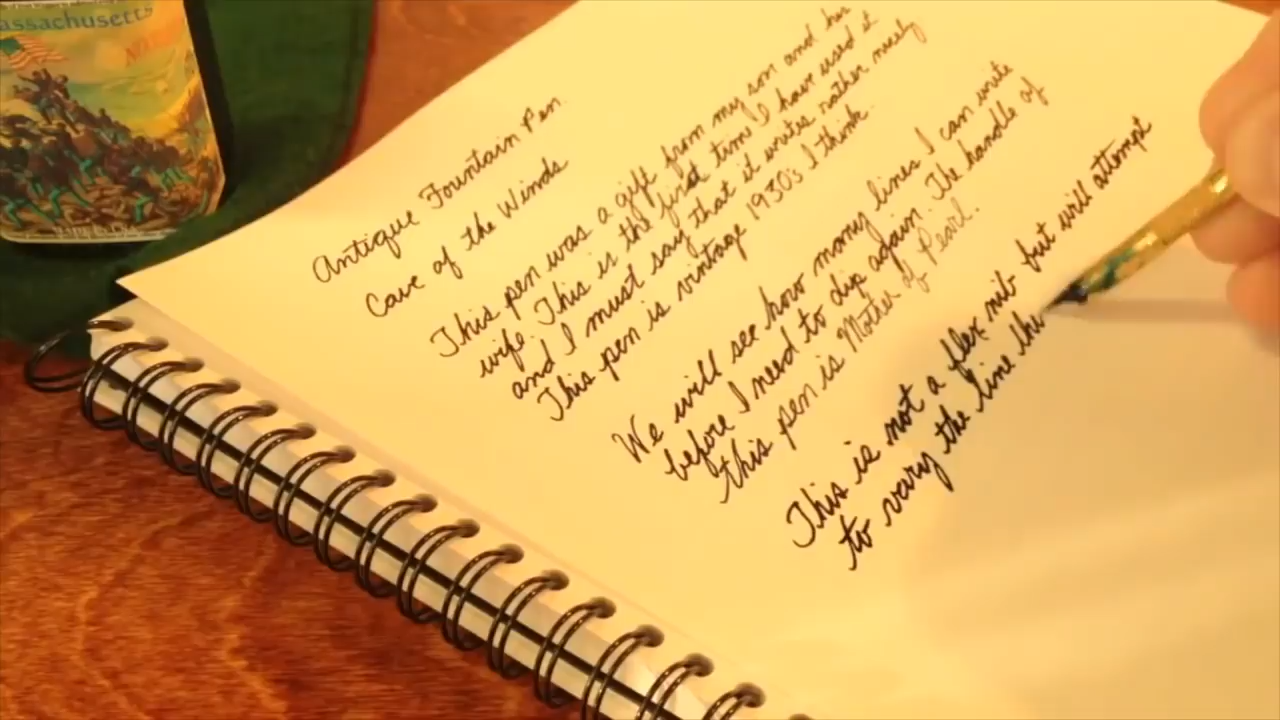 assachusett"
Antique Fountain Pen.
Cave of the Winds
This pen was a gift from my son and his
wife. This is the first time I have used it
and I must say that it writes rather nicely
This pen is vintage 1930's I think.
We will see how many lines I can write
before I need to dip again. The handle of
this pen is Mother of Pearl.
This is not a flex nib but will attempt
to vary the line thi